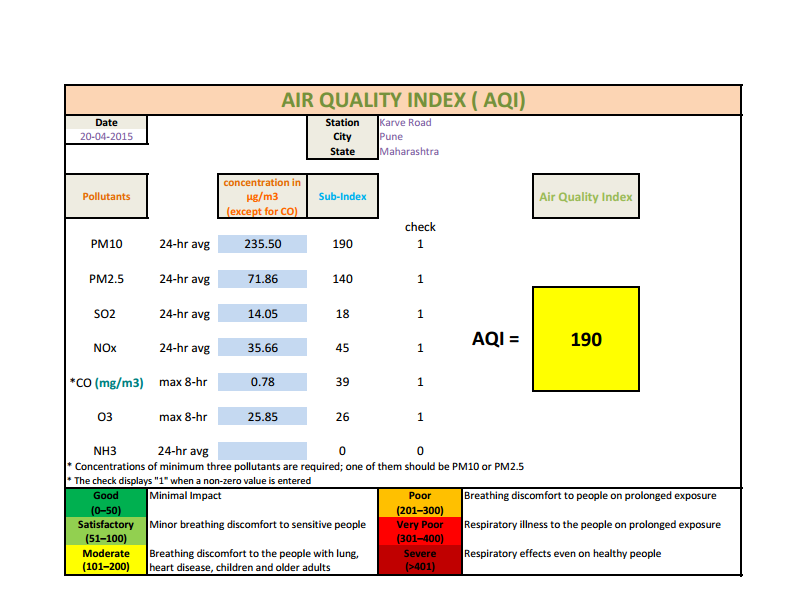 AIR QUALITY INDEX ( AQI)
Date Station Karve Road
20-04-2015 City Pune
State Maharashtra
Pollutants concentration in μg/m3 (except for CO) Sub-Index Air Quality Index
check
PM10 24-hr avg 235.50 190 1
PM2.5 24-hr avg 71.86 140 1
SO2 24-hr avg 14.05 18 1
AQI = 190
NOx 24-hr avg 35.66 45 1
*CO (mg/m3) max 8-hr 0.78 39 1
O3 max 8-hr 25.85 26 1
NH3 24-hr avg 0 0
* Concentrations of minimum three pollutants are required; one of them should be PM10 or PM2.5
* The check displays "1" when a non-zero value is entered
Good Minimal Impact Poor Breathing discomfort to people on prolonged exposure
(0–50) (201–300)
Satisfactory Minor breathing discomfort to sensitive people Very Poor Respiratory illness to the people on prolonged exposure
(51–100) (301–400)
Moderate Breathing discomfort to the people with lung, Severe Respiratory effects even on healthy people
(101–200) heart disease, children and older adults (>401)